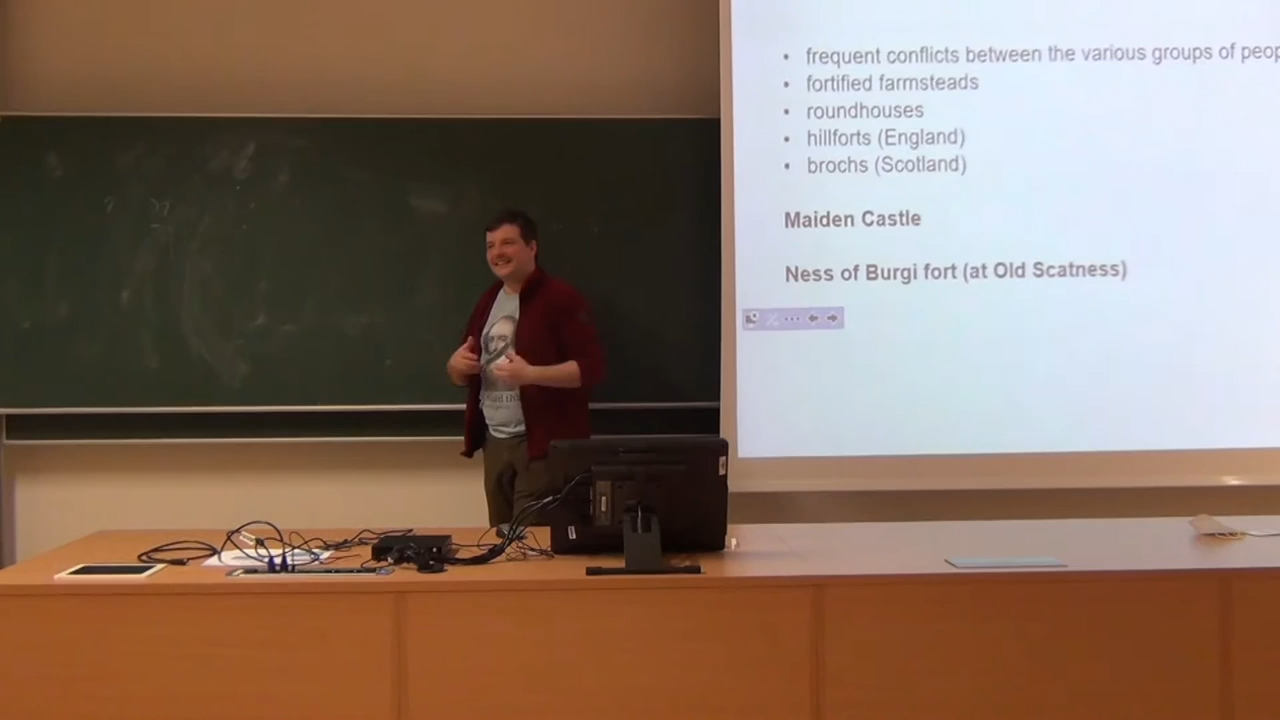 • frequent conflicts between the various groups of peop
• fortified farmsteads
• roundhouses
• hillforts (England)
• brochs (Scotland)
Maiden Castle
Ness of Burgi fort (at Old Scatness)